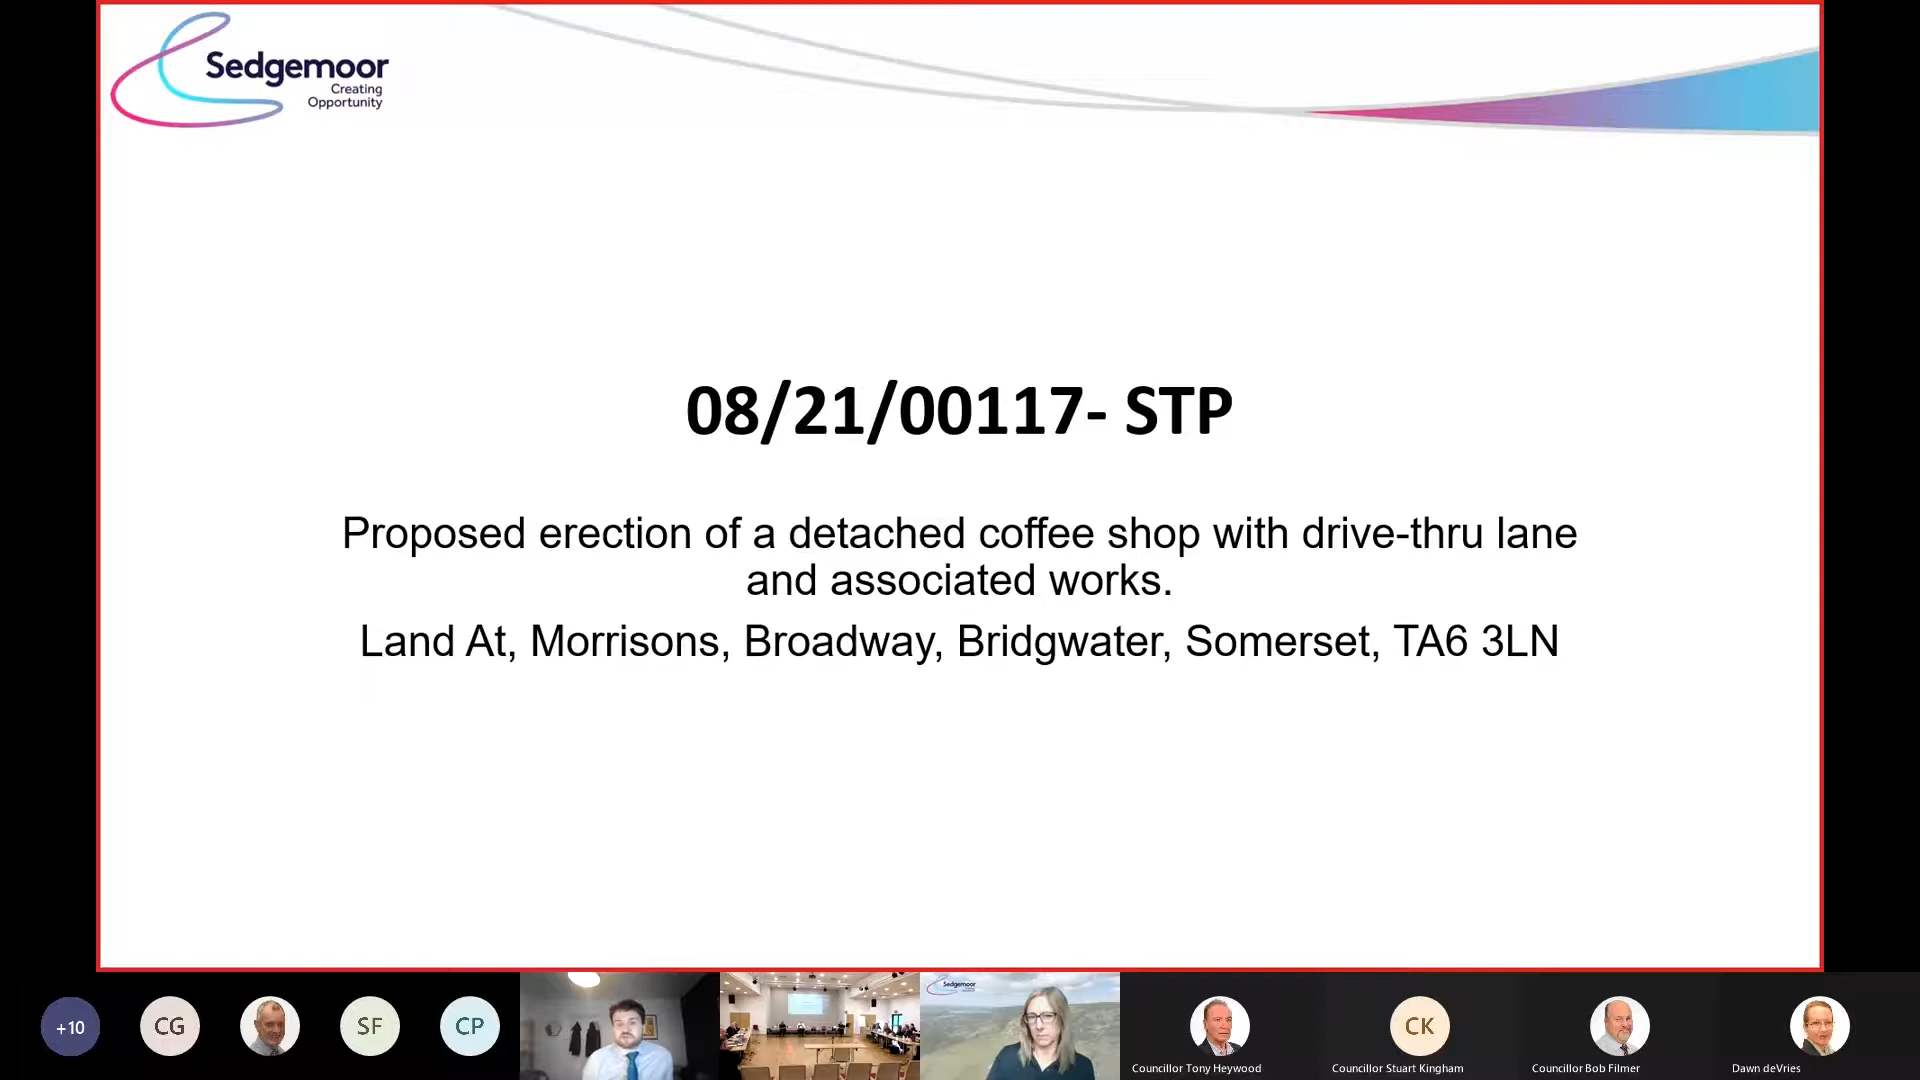 Sedgemoor
Creating
Opportunity
08/21/00117- STP
Proposed erection of a detached coffee shop with drive-thru lane
and associated works.
Land At, Morrisons, Broadway, Bridgwater, Somerset, TA6 3LN
+10
CG
SF
CP
Sedgemoor
CK
Councillor Tony Heywood
Councillor Stuart Kingham
Councillor Bob Filmer
Dawn deVries